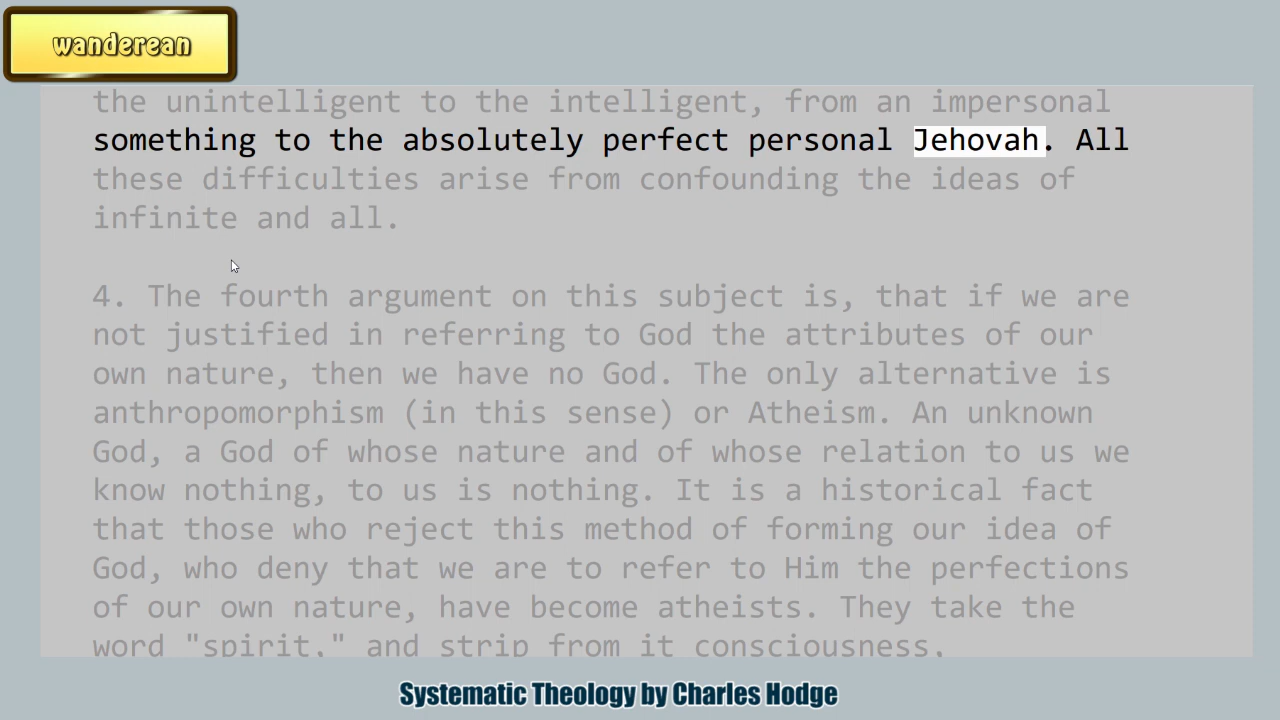 wanderean
the unintelligent to the intelligent, from an impersonal
something to the absolutely perfect personal Jehovah. All
these difficulties arise from confounding the ideas of
infinite and all.
4. The fourth argument on this subject is, that if we are
not justified in referring to God the attributes of our
own nature, then we have no God. The only alternative is
anthropomorphism (in this sense) or Atheism. An unknown
God, a God of whose nature and of whose relation to us we
know nothing, to us is nothing. It is a historical fact
that those who reject this method of forming our idea of
God, who deny that we are to refer to Him the perfections
of our own nature, have become atheists. They take the
word "spirit," and strip from it consciousness,
Systematic Theology by Charles Hodge